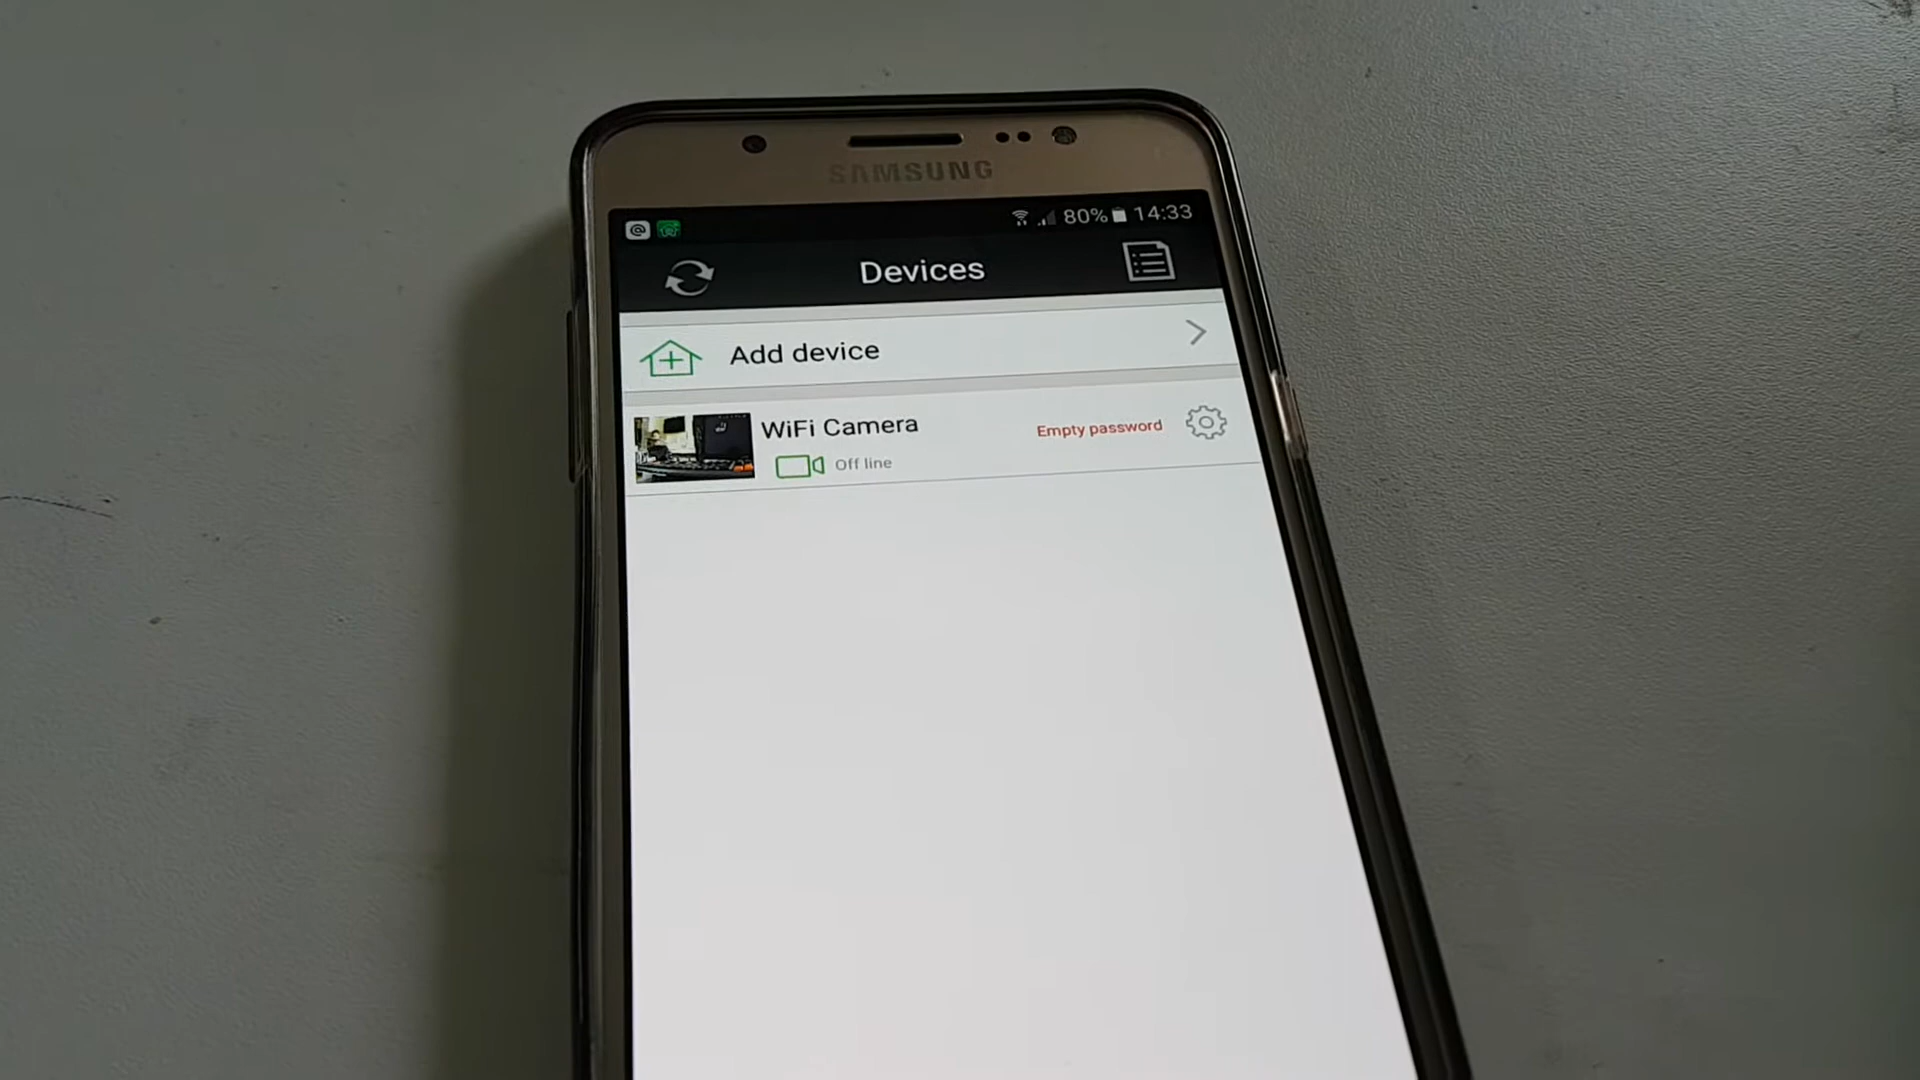 SAMSUNG
@ 80% 14:33
Devices
Add device
WiFi Camera
Empty password
Off line